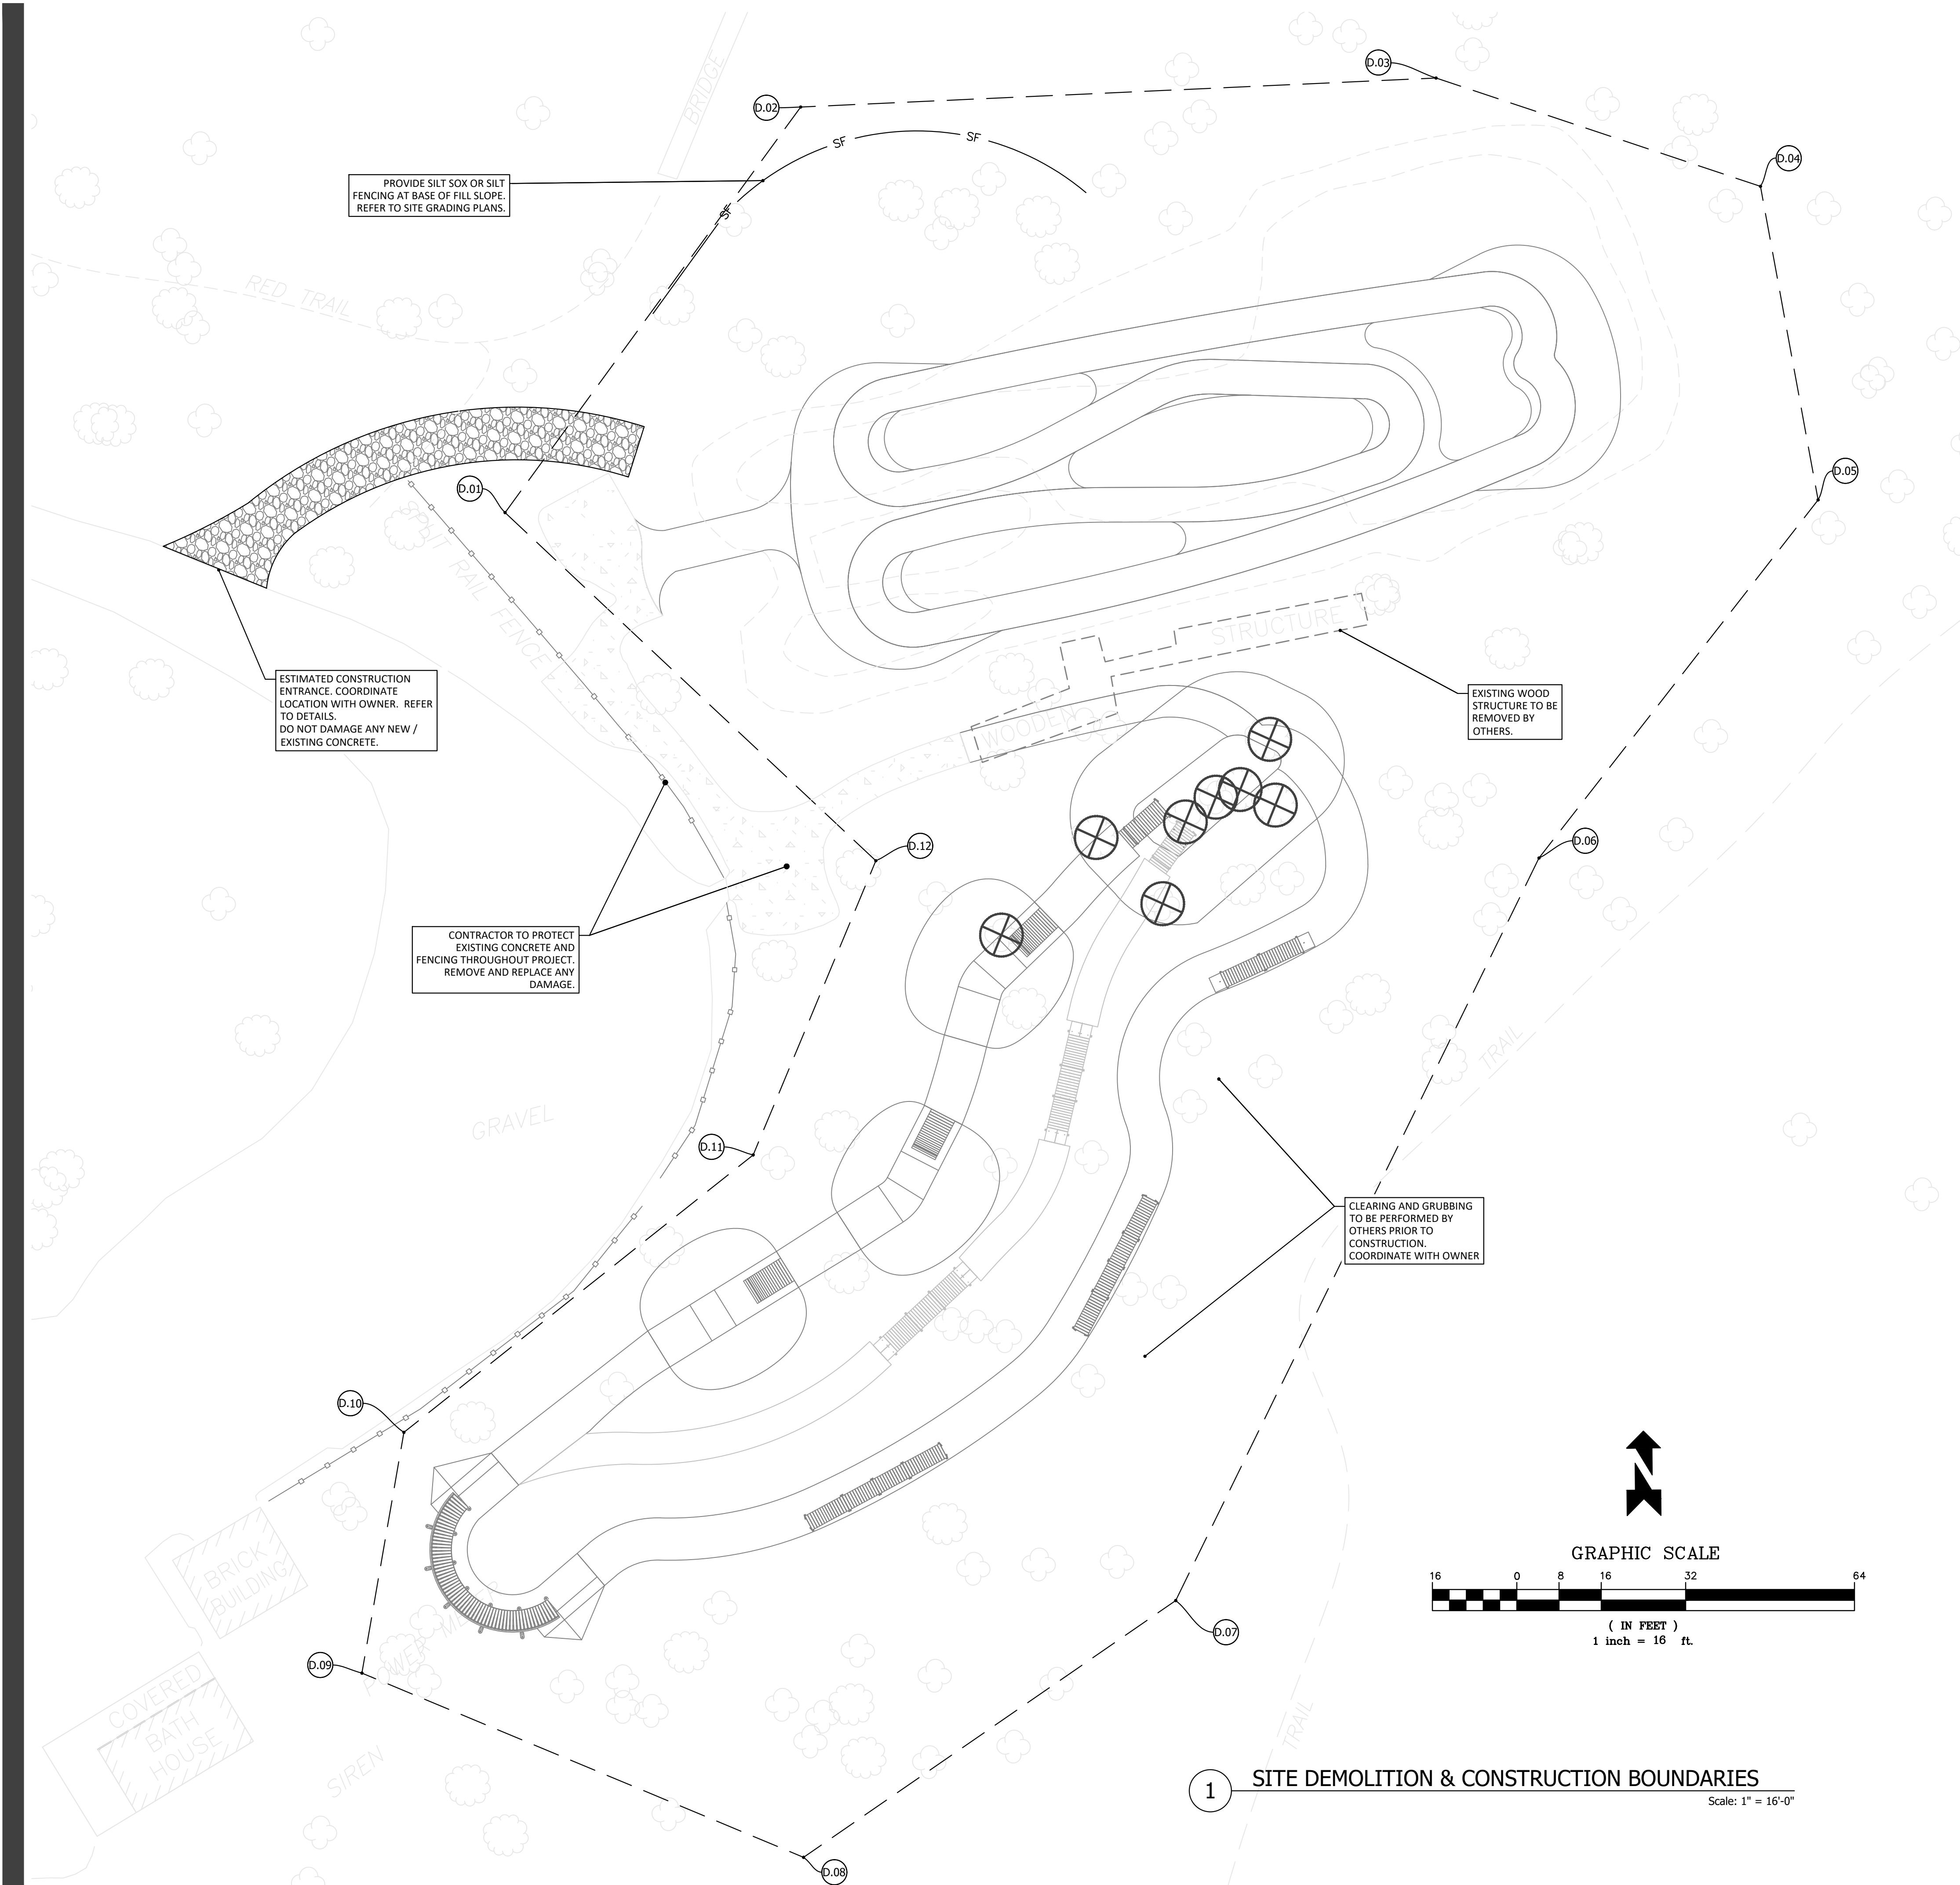 BRIDGE
D.03
D.02
SF
SF
D.04
PROVIDE SILT SOX OR SILT
FENCING AT BASE OF FILL SLOPE.
REFER TO SITE GRADING PLANS.
SF
RED TRAIL
D.05
D.01
SPLIT RAIL FENCE
STRUCTURE
ESTIMATED CONSTRUCTION
ENTRANCE. COORDINATE
LOCATION WITH OWNER. REFER
TO DETAILS.
DO NOT DAMAGE ANY NEW /
EXISTING CONCRETE.
EXISTING WOOD
STRUCTURE TO BE
REMOVED BY
OTHERS.
WOODEN
D.12
D.06
CONTRACTOR TO PROTECT
EXISTING CONCRETE AND
FENCING THROUGHOUT PROJECT.
REMOVE AND REPLACE ANY
DAMAGE.
TRAIL
GRAVEL
D.11
CLEARING AND GRUBBING
TO BE PERFORMED BY
OTHERS PRIOR TO
CONSTRUCTION.
COORDINATE WITH OWNER
D.10
GRAPHIC SCALE
16 0 8 16 32 64
( IN FEET )
1 inch = 16 ft.
BRICK
BUILDING
D.07
D.09
COVERED
BATH
HOUSE
SIREN
TRAIL
1
SITE DEMOLITION & CONSTRUCTION BOUNDARIES
Scale: 1" = 16'-0"
D.08